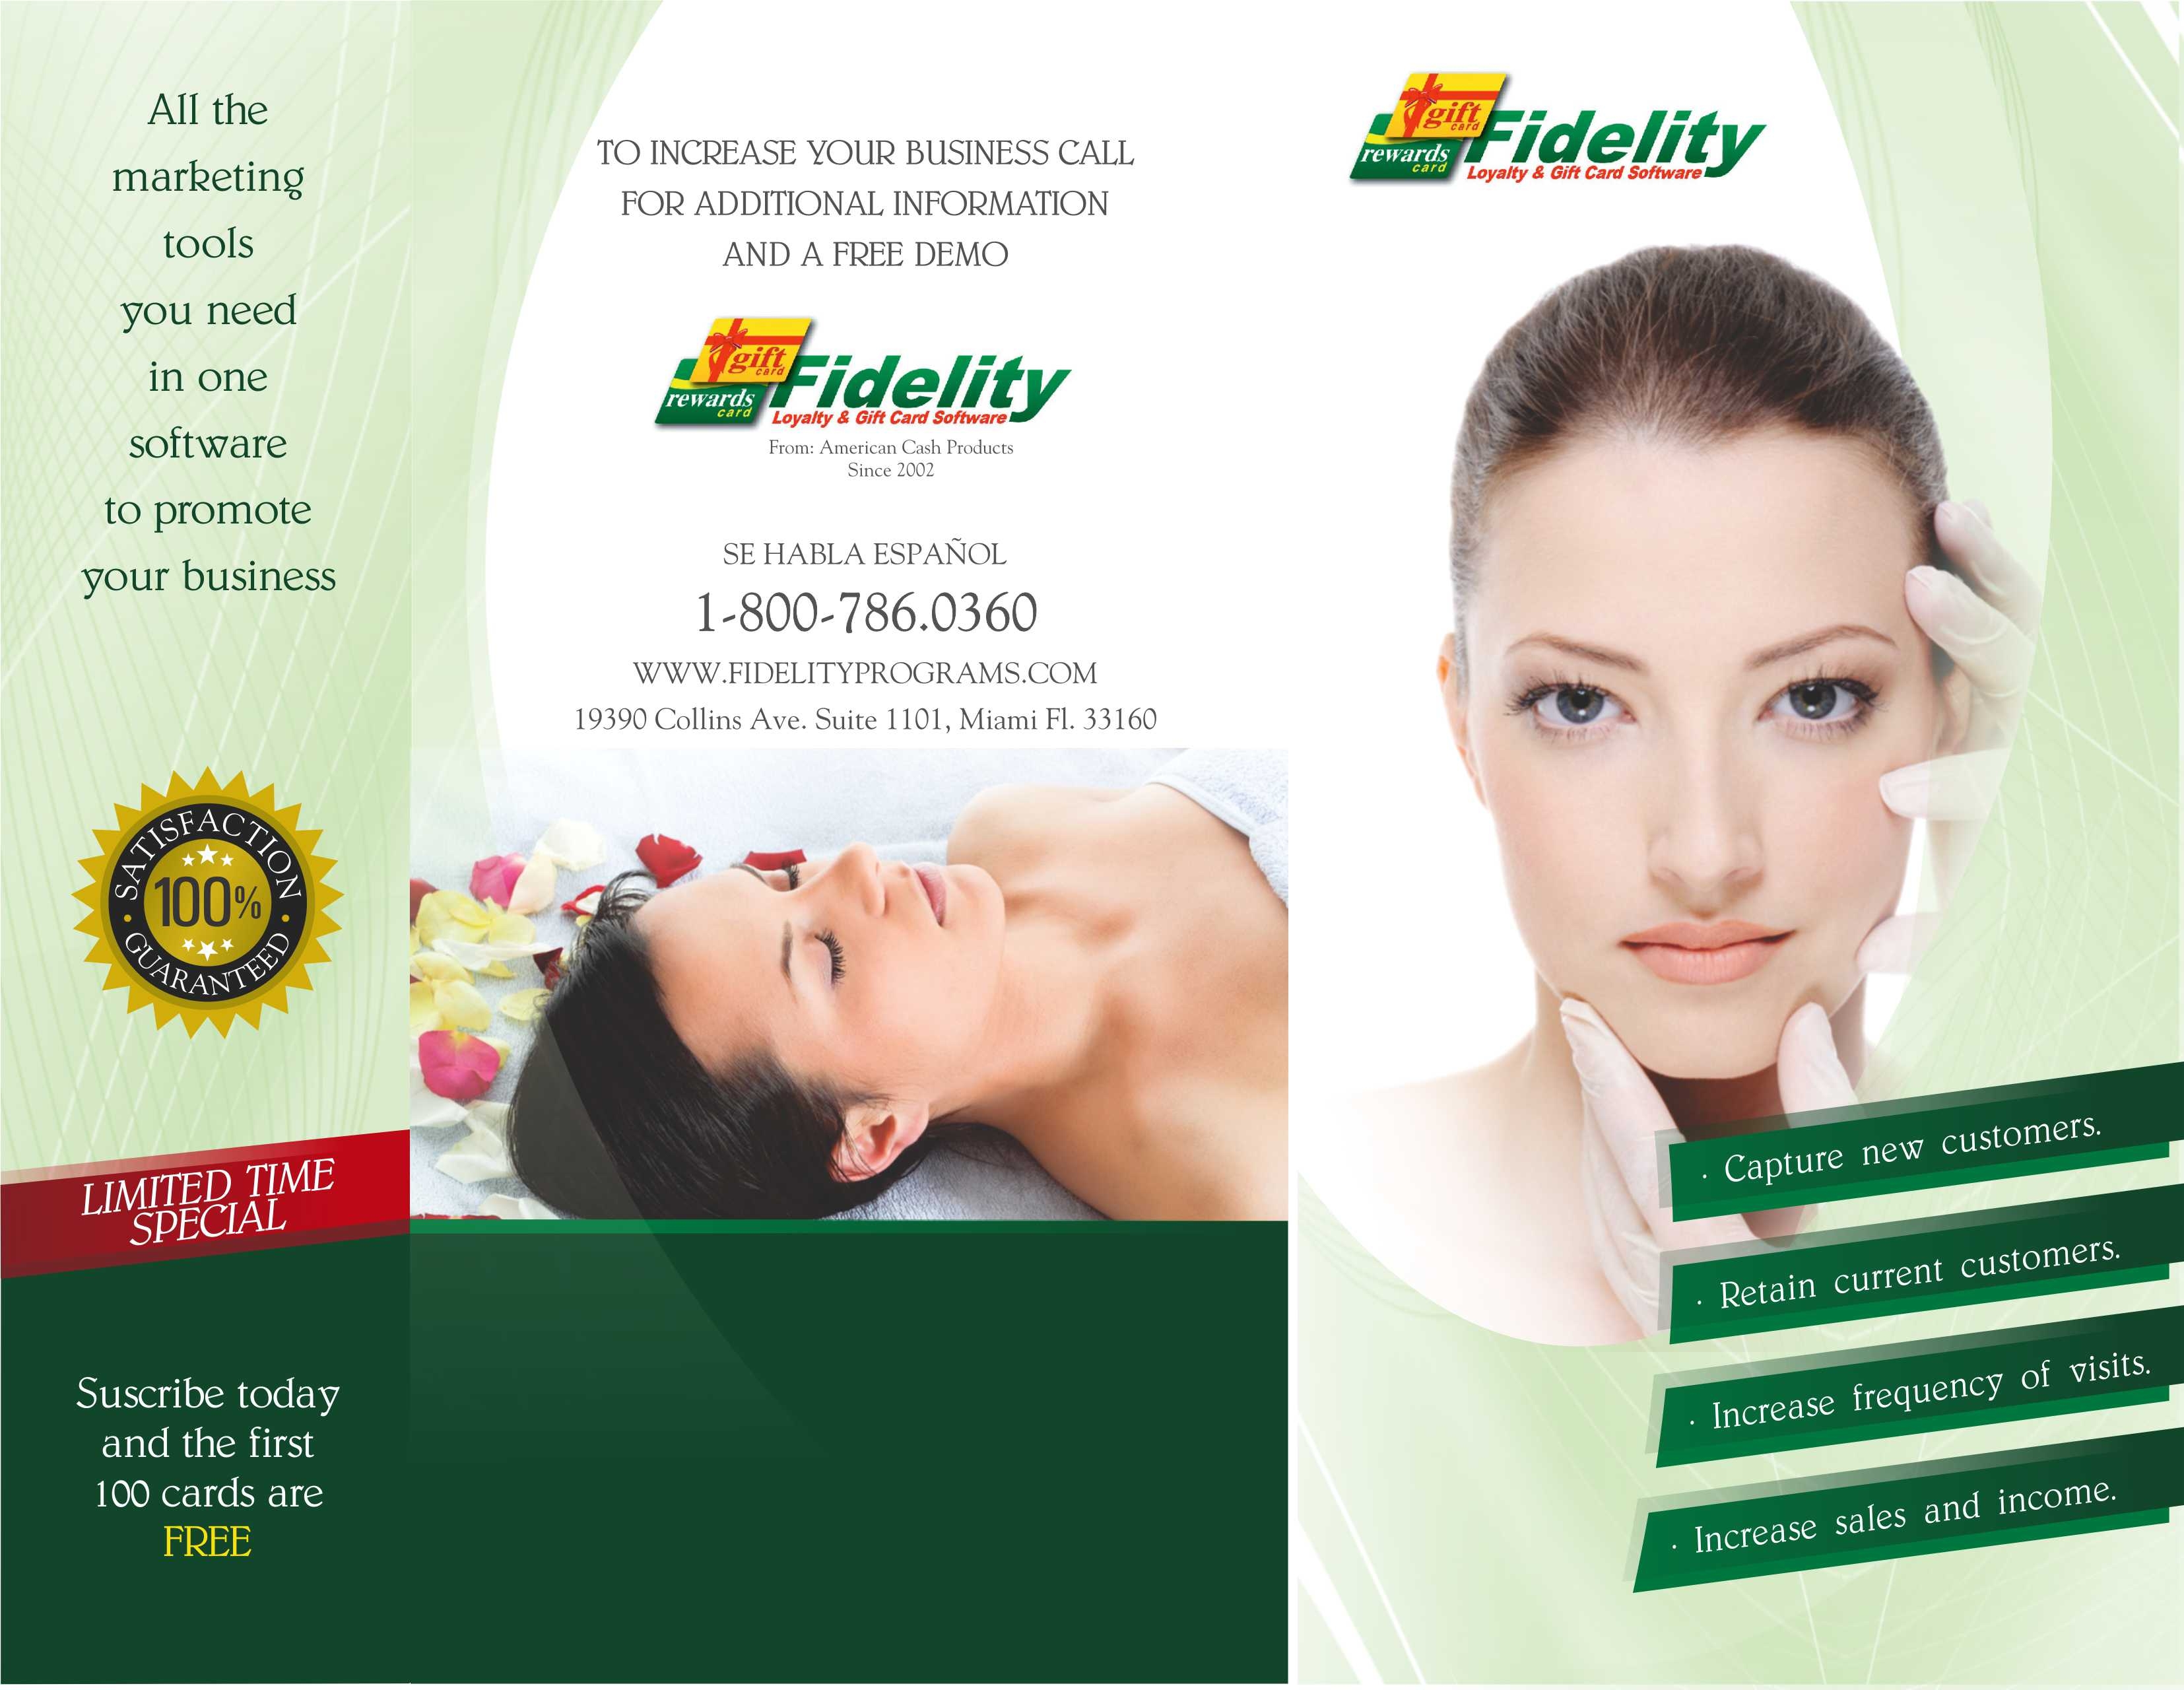 All the
marketing
tools
you need
in one
software
to promote
your business
SATISFACTION
100%
GUARANTEED
LIMITED TIME
SPECIAL
Suscribe today
and the first
100 cards are
FREE
TO INCREASE YOUR BUSINESS CALL
FOR ADDITIONAL INFORMATION
AND A FREE DEMO
gift
card
rewards
card
Fidelity
Loyalty & Gift Card Software
From: American Cash Products
Since 2002
SE HABLA ESPAÑOL
1-800-786.0360
WWW.FIDELITYPROGRAMS.COM
19390 Collins Ave. Suite 1101, Miami Fl. 33160
gift
card
rewards
card
Fidelity
Loyalty & Gift Card Software
· Capture new customers.
· Retain current customers.
· Increase frequency of visits.
· Increase sales and income.